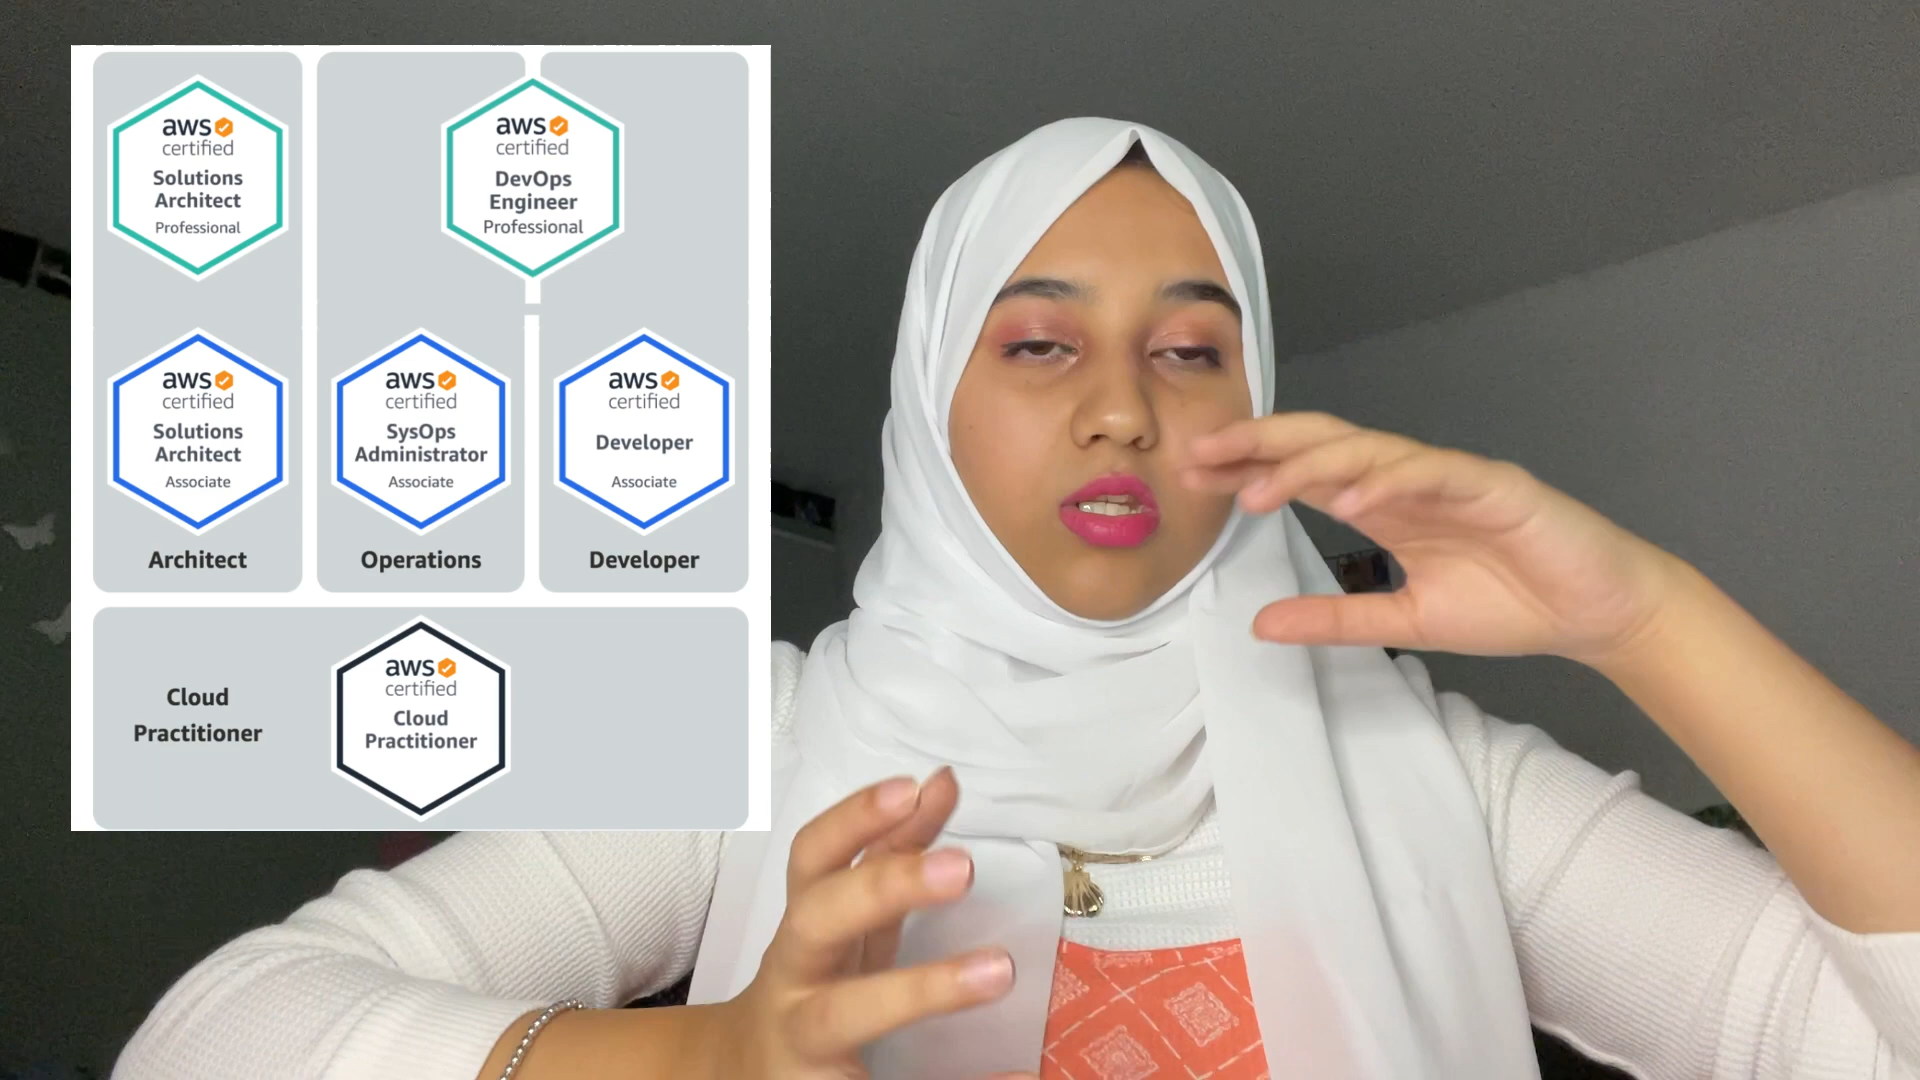 aws
certified
Solutions
Architect
Professional
aws
certified
DevOps
Engineer
Professional
aws
certified
Solutions
Architect
Associate
aws
certified
SysOps
Administrator
Associate
aws
certified
Developer
Associate
Architect
Operations
Developer
Cloud
Practitioner
aws
certified
Cloud
Practitioner